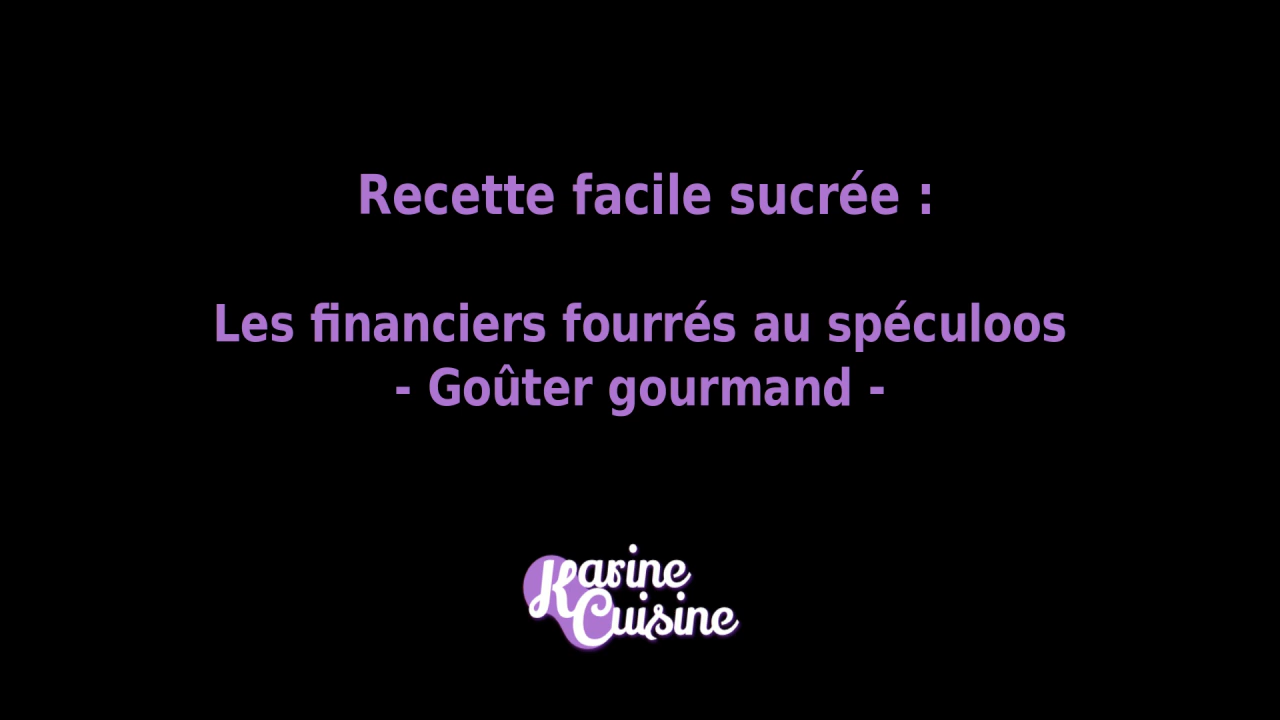 Recette facile sucrée :
Les financiers fourrés au spéculoos
- Goûter gourmand -
Karine
Cuisine